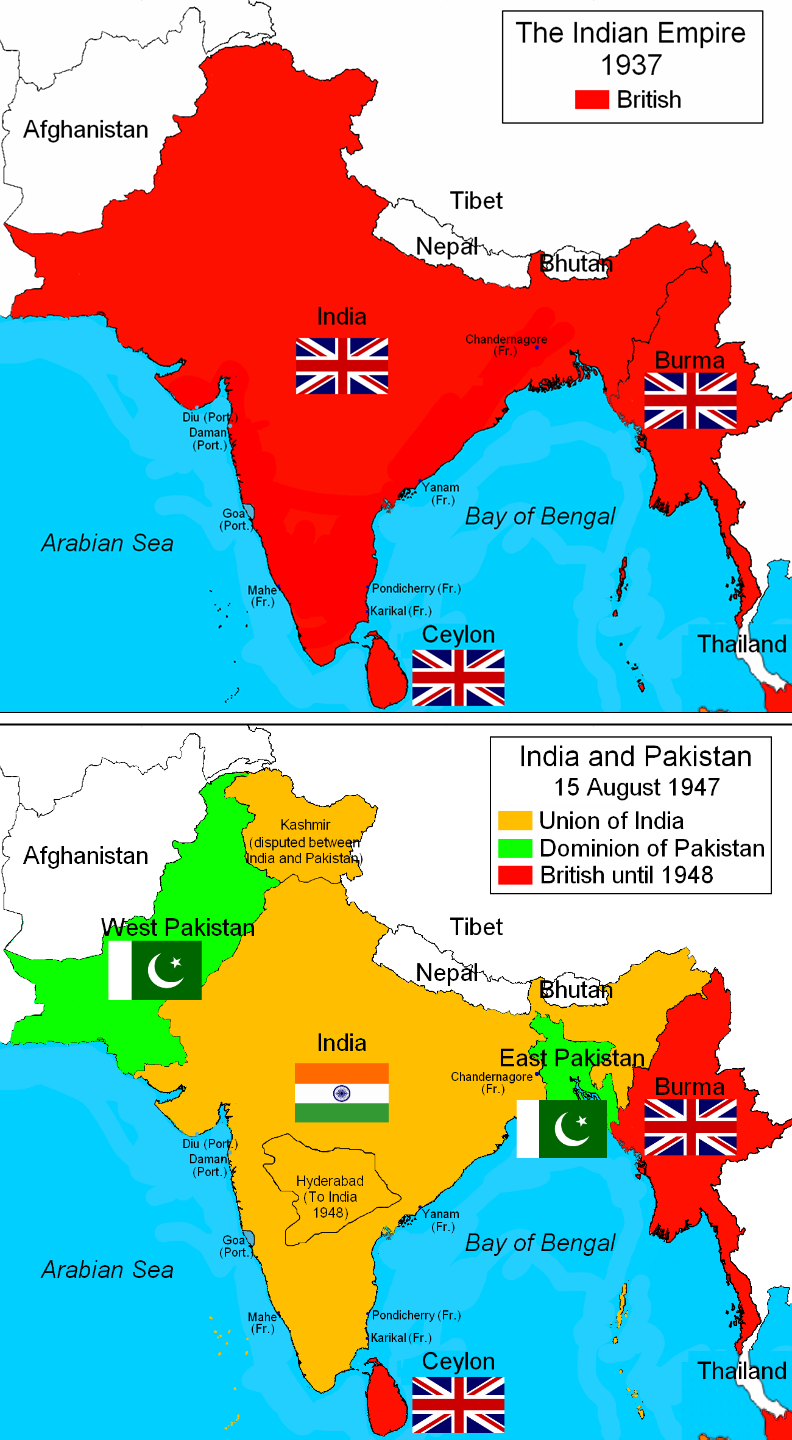 The Indian Empire
1937
British
Afghanistan
Tibet
Nepal
Bhutan
India
Chandernagore
(Fr.)
Burma
Diu (Port.)
Daman
(Port.)
Yanam
(Fr.)
Goa
(Port.)
Bay of Bengal
Arabian Sea
Mahe
(Fr.)
Pondicherry (Fr.)
Karikal (Fr.)
Ceylon
Thailand
India and Pakistan
15 August 1947
Union of India
Dominion of Pakistan
British until 1948
Kashmir
(disputed between
India and Pakistan)
Afghanistan
West Pakistan
Tibet
Nepal
Bhutan
India
East Pakistan
Chandernagore
(Fr.)
Burma
Diu (Port.)
Daman
(Port.)
Hyderabad
(To India
1948)
Yanam
(Fr.)
Goa
(Port.)
Bay of Bengal
Arabian Sea
Mahe
(Fr.)
Pondicherry (Fr.)
Karikal (Fr.)
Ceylon
Thailand